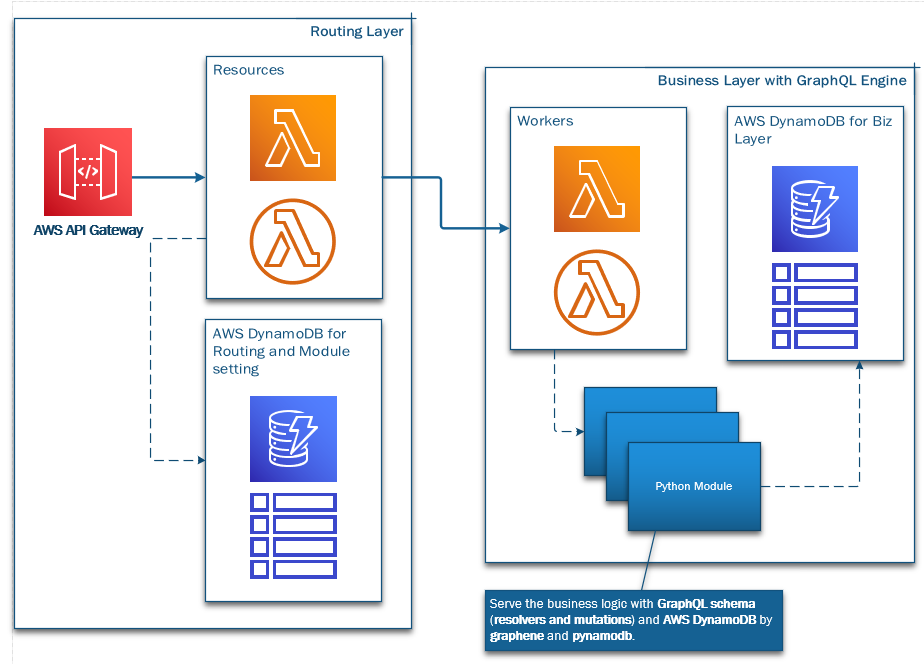 Routing Layer
Resources
</>
AWS API Gateway
AWS DynamoDB for
Routing and Module
setting
Business Layer with GraphQL Engine
Workers
AWS DynamoDB for Biz
Layer
Python Module
Serve the business logic with GraphQL schema
(resolvers and mutations) and AWS DynamoDB by
graphene and pynamodb.